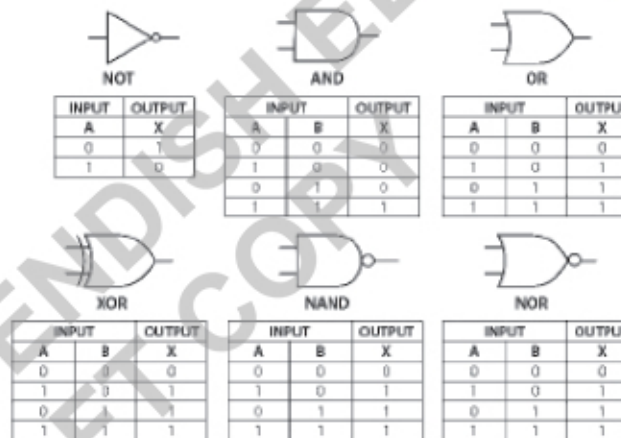 NOT AND OR
INPUT OUTPUT INPUT OUTPUT INPUT OUTPU
A X A B X A B X
0 1 0 0 0 0 0 0
1 0 1 0 0 1 0 1
0 1 0 0 1 1
1 1 1 1 1 1
XOR NAND NOR
INPUT OUTPUT INPUT OUTPUT INPUT OUTPU
A B X A B X A B X
0 0 0 0 0 0 0 0 0
1 0 1 1 0 1 1 0 1
0 1 1 0 1 1 0 1 1
1 1 1 1 1 1 1 1 1
ENDISH
ET COPY